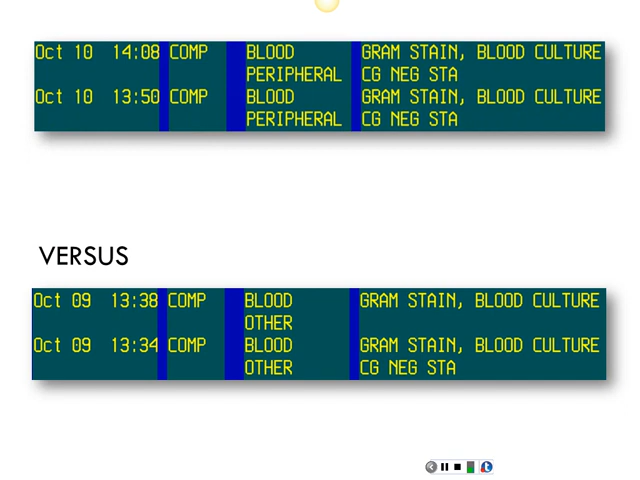 Oct 10 14:08 COMP BLOOD GRAM STAIN, BLOOD CULTURE
PERIPHERAL CG NEG STA
Oct 10 13:50 COMP BLOOD GRAM STAIN, BLOOD CULTURE
PERIPHERAL CG NEG STA
VERSUS
Oct 09 13:38 COMP BLOOD GRAM STAIN, BLOOD CULTURE
OTHER
Oct 09 13:34 COMP BLOOD GRAM STAIN, BLOOD CULTURE
OTHER CG NEG STA